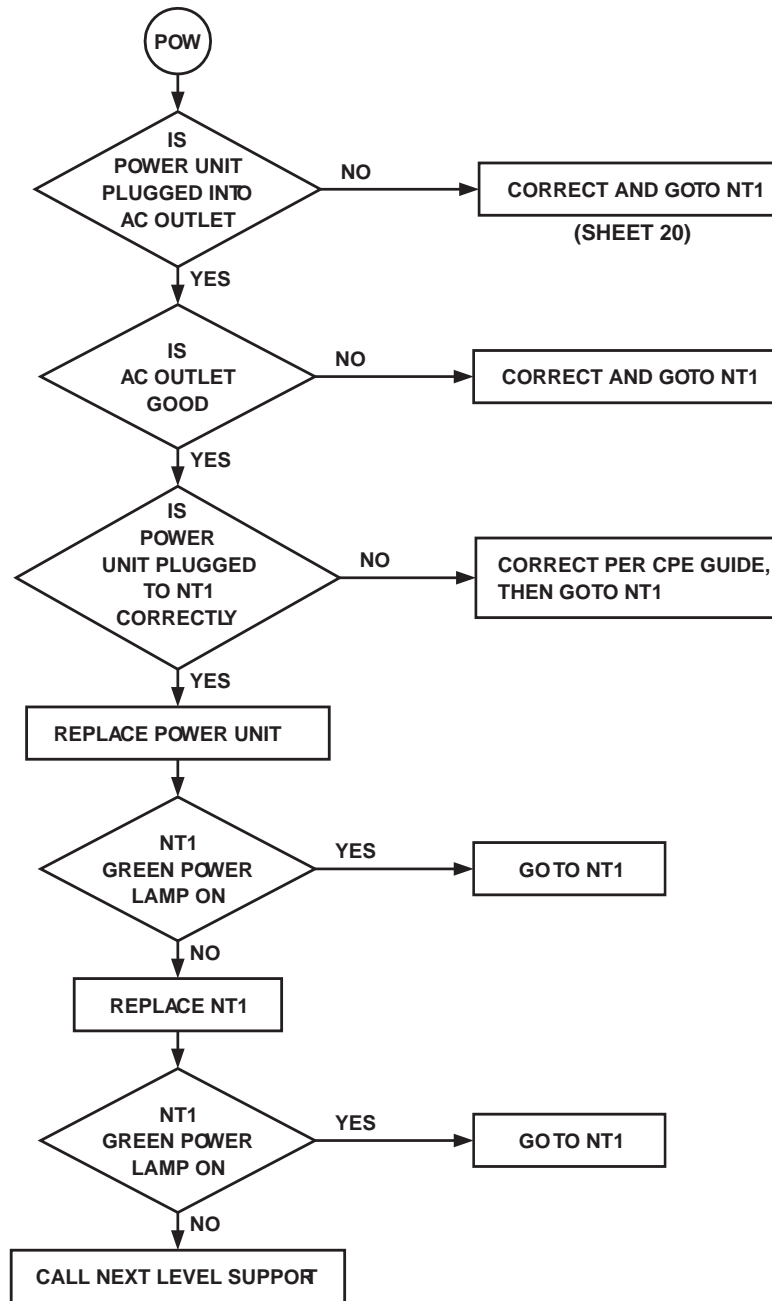 POW
IS
POWER UNIT
PLUGGED INTO
AC OUTLET
NO
CORRECT AND GOTO NT1
(SHEET 20)
YES
IS
AC OUTLET
GOOD
NO
CORRECT AND GOTO NT1
YES
IS
POWER
UNIT PLUGGED
TO NT1
CORRECTLY
NO
CORRECT PER CPE GUIDE,
THEN GOTO NT1
YES
REPLACE POWER UNIT
NT1
GREEN POWER
LAMP ON
YES
GOTO NT1
NO
REPLACE NT1
NT1
GREEN POWER
LAMP ON
YES
GOTO NT1
NO
CALL NEXT LEVEL SUPPORT